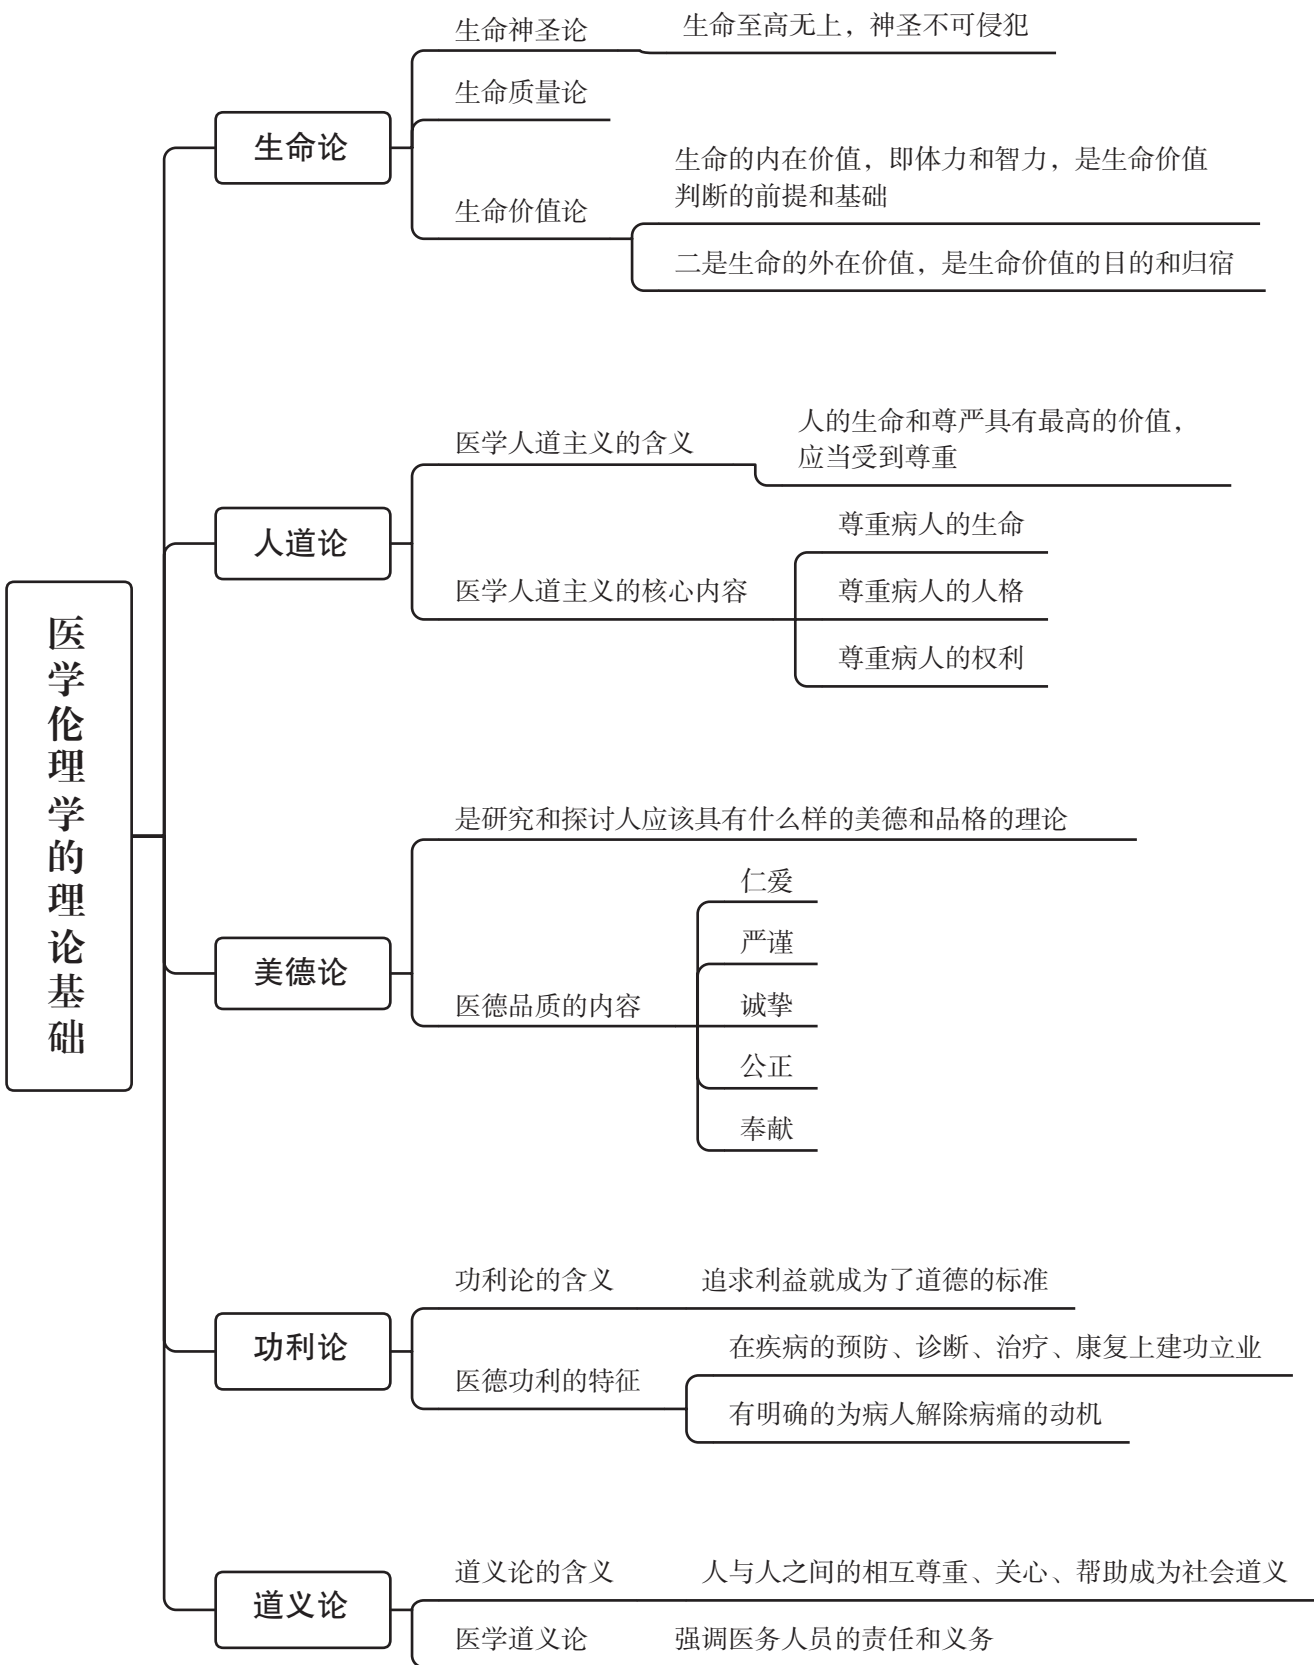 医学伦理学的理论基础
生命论
生命神圣论
生命至高无上，神圣不可侵犯
生命质量论
生命价值论
生命的内在价值，即体力和智力，是生命价值
判断的前提和基础
二是生命的外在价值，是生命价值的目的和归宿
人道论
医学人道主义的含义
人的生命和尊严具有最高的价值，
应当受到尊重
医学人道主义的核心内容
尊重病人的生命
尊重病人的人格
尊重病人的权利
美德论
是研究和探讨人应该具有什么样的美德和品格的理论
医德品质的内容
仁爱
严谨
诚挚
公正
奉献
功利论
功利论的含义
追求利益就成为了道德的标准
医德功利的特征
在疾病的预防、诊断、治疗、康复上建功立业
有明确的为病人解除病痛的动机
道义论
道义论的含义
人与人之间的相互尊重、关心、帮助成为社会道义
医学道义论
强调医务人员的责任和义务